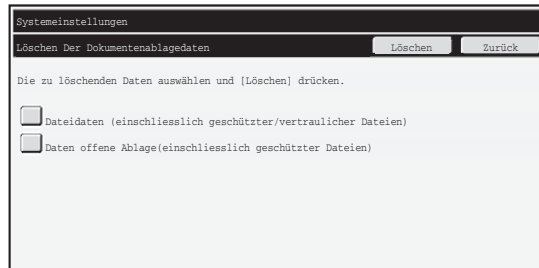 Systemeinstellungen
Löschen Der Dokumentenablagedaten Löschen Zurück
Die zu löschenden Daten auswählen und [Löschen] drücken.
Dateidaten (einschliesslich geschützter/vertraulicher Dateien)
Daten offene Ablage(einschliesslich geschützter Dateien)